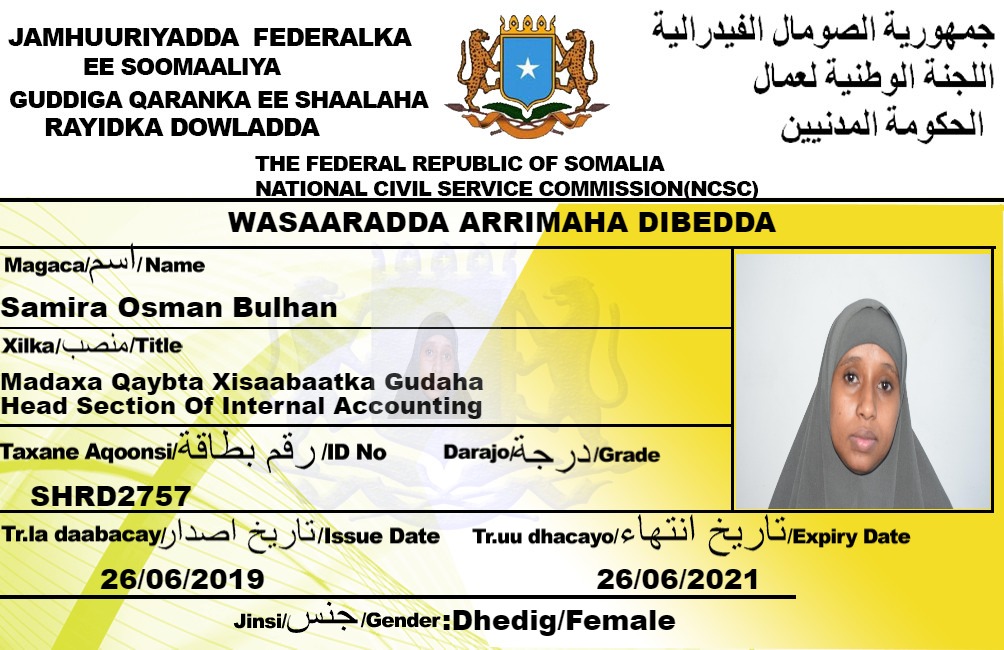 JAMHUURIYADDA FEDERALKA
EE SOOMAALIYA
GUDDIGA QARANKA EE SHAALAHA
RAYIDKA DOWLADDA
جمهورية الصومال الفيدرالية
اللجنة الوطنية لعمال
الحكومة المدنيين
THE FEDERAL REPUBLIC OF SOMALIA
NATIONAL CIVIL SERVICE COMMISSION(NCSC)
WASAARADDA ARRIMAHA DIBEDDA
Magaca/اسم/Name
Samira Osman Bulhan
Xilka/منصب/Title
Madaxa Qaybta Xisaabaatka Gudaha
Head Section Of Internal Accounting
Taxane Aqoonsi/رقم بطاقة/ID No
Darajo/درجة/Grade
SHRD2757
Tr.la daabacay/تاريخ اصدار/Issue Date
Tr.uu dhacayo/تاريخ انتهاء/Expiry Date
26/06/2019
26/06/2021
Jinsi/جنس/Gender:Dhedig/Female